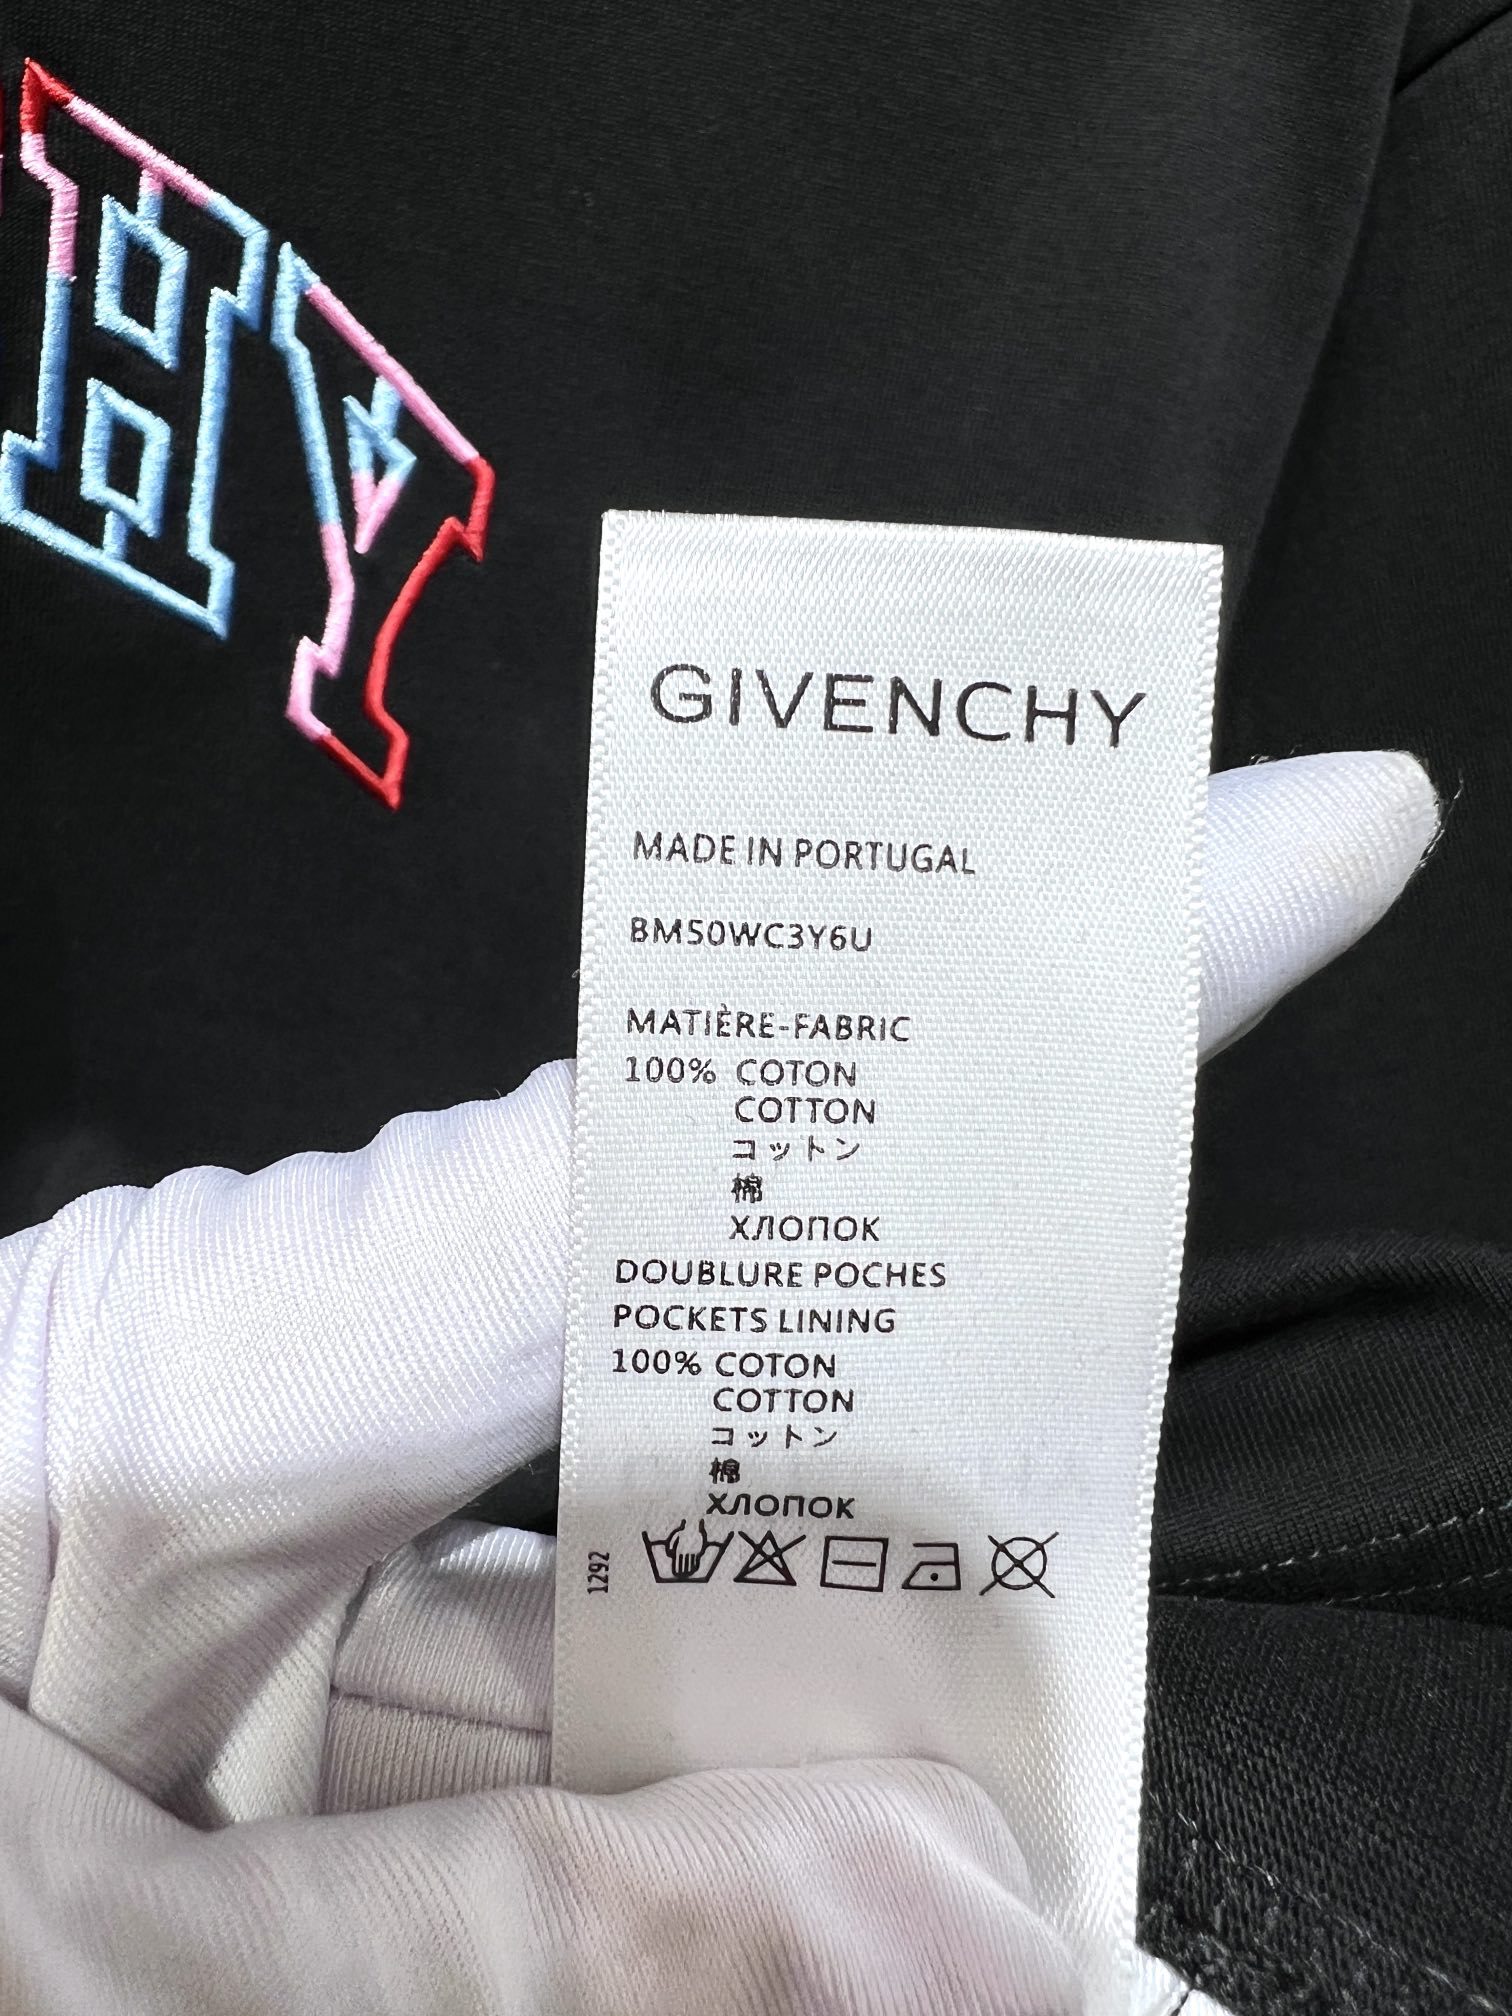 HY
GIVENCHY
MADE IN PORTUGAL
BM50WC3Y6U
MATIÈRE-FABRIC
100% COTON
COTTON
コットン
棉
ХЛОПОК
DOUBLURE POCHES
POCKETS LINING
100% COTON
COTTON
コットン
棉
ХЛОПОК
1292